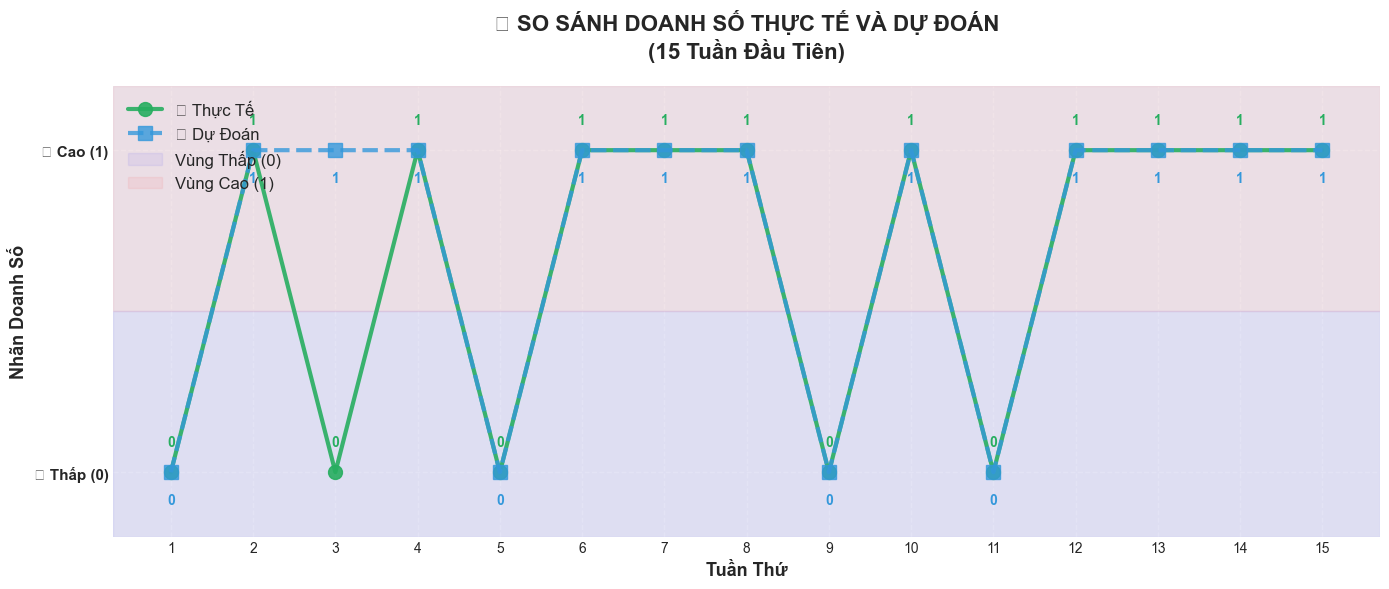 SO SÁNH DOANH SỐ THỰC TẾ VÀ DỰ ĐOÁN
(15 Tuần Đầu Tiên)
Thực Tế
Dự Đoán
Vùng Thấp (0)
Vùng Cao (1)
1 1 1 1 1 1 1 1 1 1
Cao (1)
1 1 1 1 1 1 1 1 1 1 1
Nhãn Doanh Số
0 0 0 0 0
Thấp (0)
0 0 0 0
1 2 3 4 5 6 7 8 9 10 11 12 13 14 15
Tuần Thứ